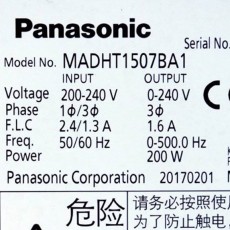 Panasonic
Serial No.
Model No. MADHT1507BA1
INPUT OUTPUT
Voltage 200-240 V 0-240 V
Phase 1ϕ/3ϕ 3ϕ
F.L.C 2.4/1.3 A 1.6 A
Freq. 50/60 Hz 0-500.0 Hz
Power 200 W
Panasonic Corporation 20170201
危险
请务必按照使
为了防止触电